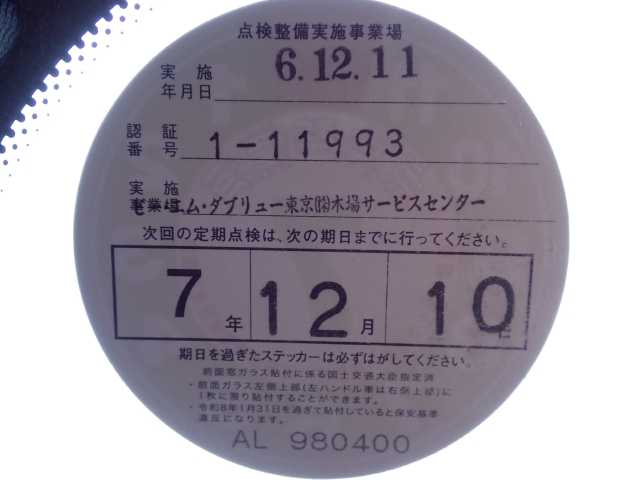 点検整備実施事業場
実施
年月日 6.12.11
認証
番号 1-11993
実施
事業場 ビー・エム・ダブリュー東京㈱木場サービスセンター
次回の定期点検は、次の期日までに行ってください。
7年 12月 10日
期日を過ぎたステッカーは必ずはがしてください。
前面窓ガラス貼付に係る国土交通大臣指定済
・前面ガラス左側上部(左ハンドル車は右側上部)に
1枚に限り貼付することができます。
・令和8年1月31日を過ぎて貼付していると保安基準
違反になります。
AL 980400